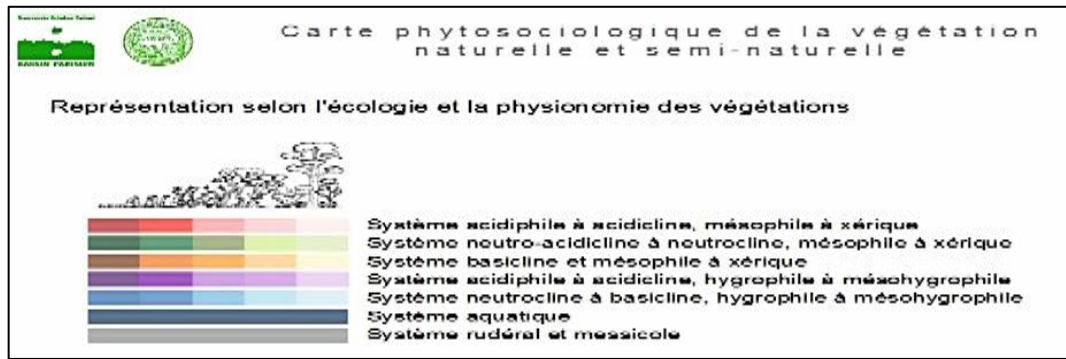 Carte phytosociologique de la végétation
naturelle et semi-naturelle
BASSIN PARISIEN
Représentation selon l'écologie et la physionomie des végétations
Système acidiphile à acidicline, mésophile à xérique
Système neutro-acidicline à neutrocline, mésophile à xérique
Système basicline et mésophile à xérique
Système acidiphile à acidicline, hygrophile à mésohygrophile
Système neutrocline à basicline, hygrophile à mésohygrophile
Système aquatique
Système rudéral et messicole